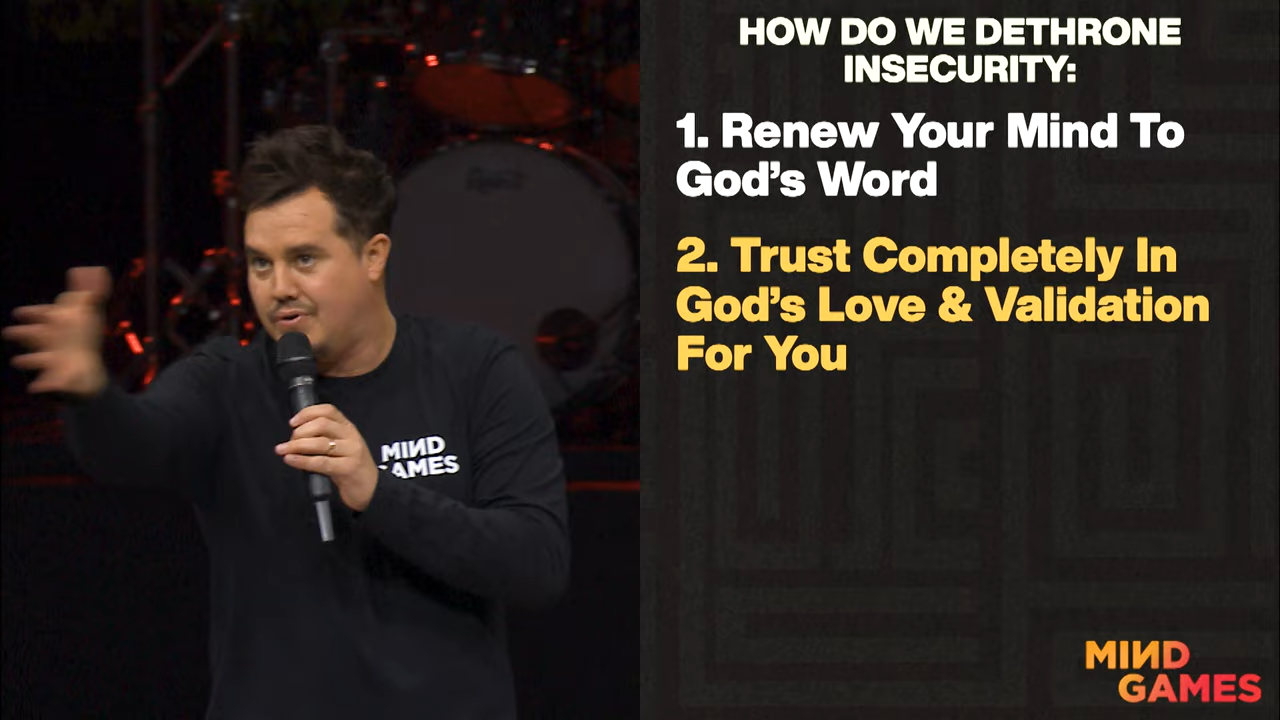 HOW DO WE DETHRONE
INSECURITY:
1. Renew Your Mind To
God's Word
2. Trust Completely In
God's Love & Validation
For You
MIND
GAMES
MIND
GAMES